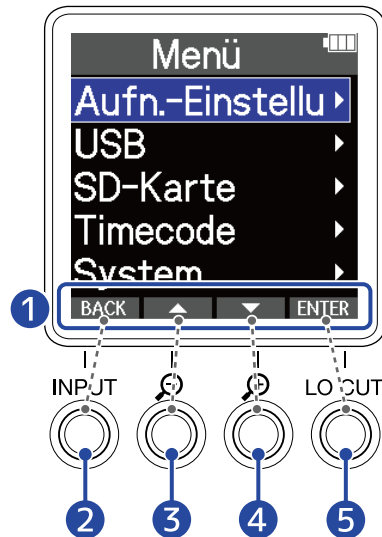 Menü
Aufn.-Einstellu
USB
SD-Karte
Timecode
System
1
BACK ENTER
INPUT LO CUT
2 3 4 5